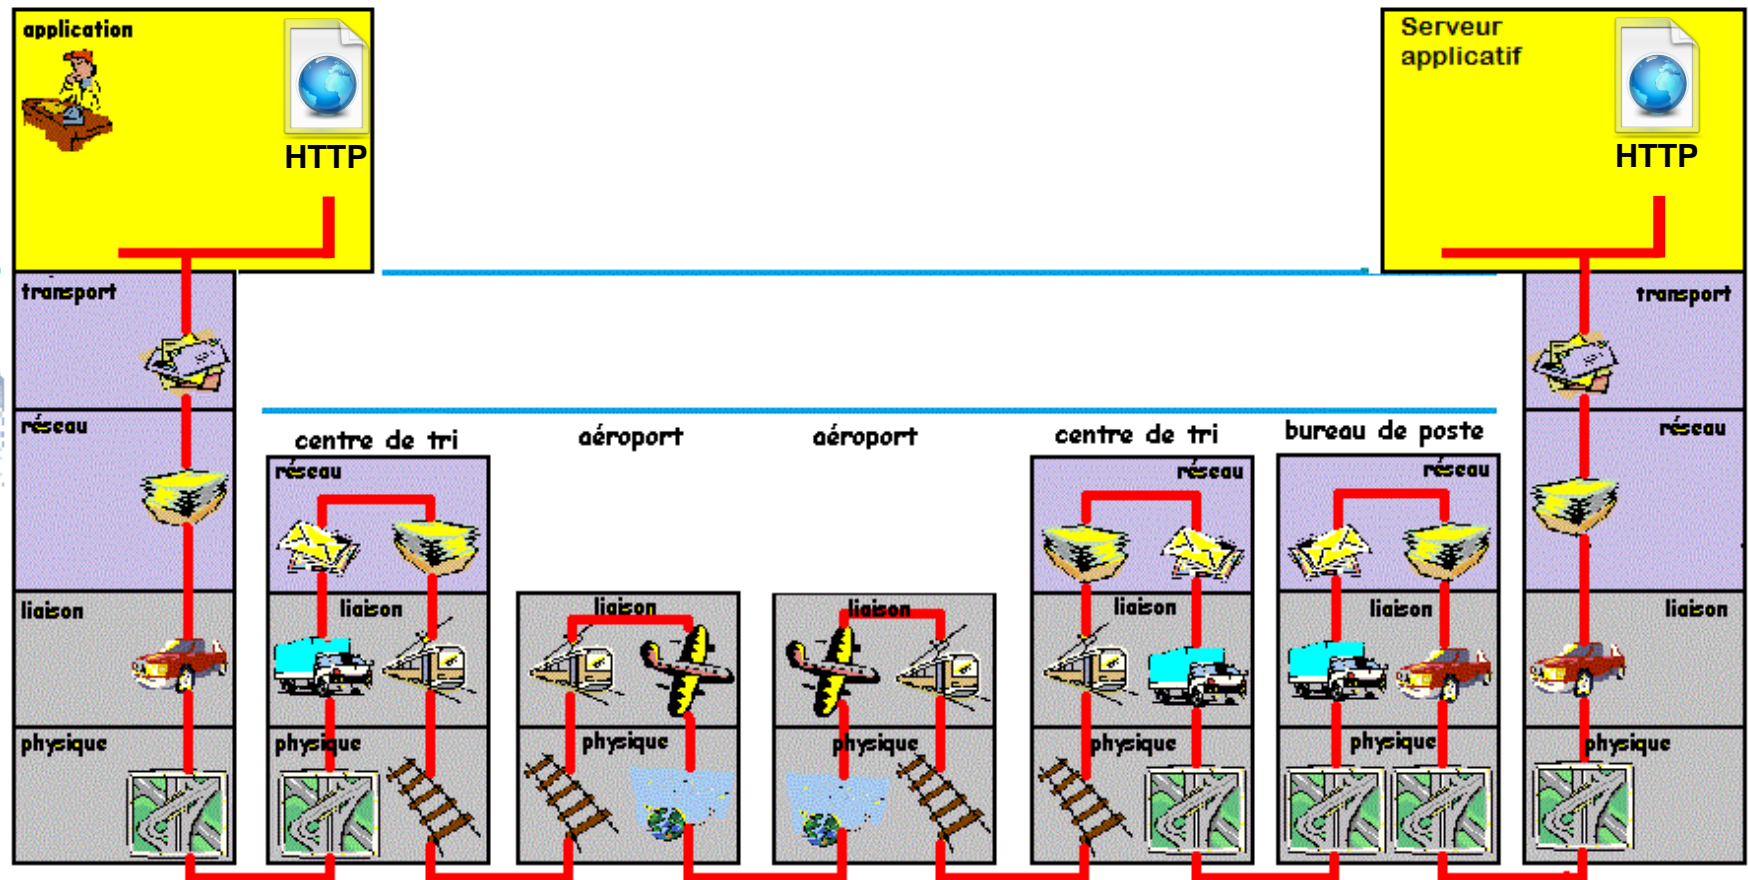 application
HTTP
Serveur
applicatif
HTTP
transport
transport
réseau
réseau
centre de tri
aéroport
aéroport
centre de tri
bureau de poste
réseau
réseau
réseau
liaison
liaison
liaison
liaison
liaison
liaison
liaison
physique
physique
physique
physique
physique
physique
physique